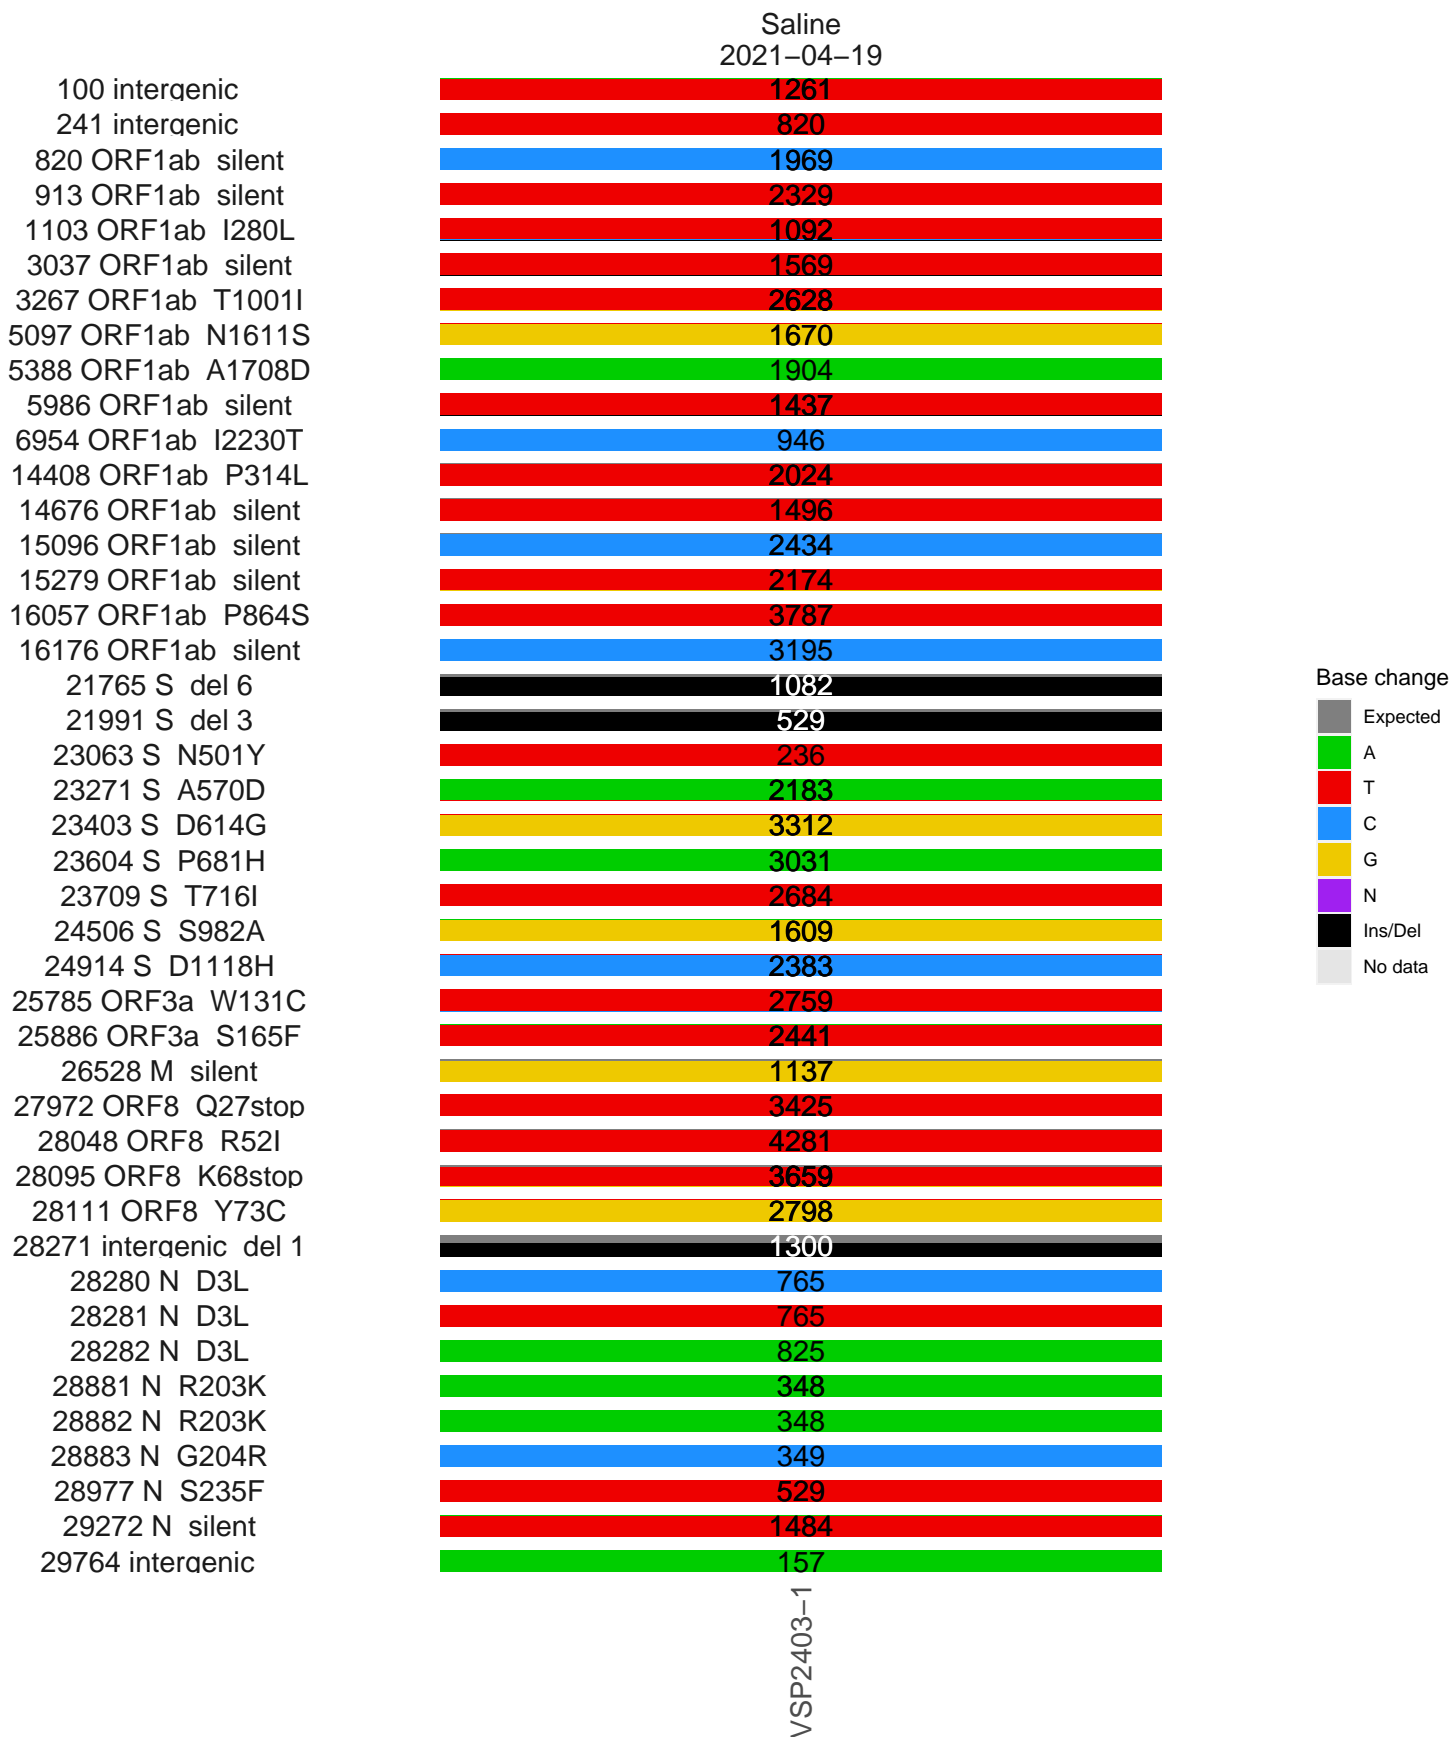 Saline
2021−04−19
100 intergenic 1261
241 intergenic 820
820 ORF1ab silent 1969
913 ORF1ab silent 2329
1103 ORF1ab I280L 1092
3037 ORF1ab silent 1569
3267 ORF1ab T1001I 2628
5097 ORF1ab N1611S 1670
5388 ORF1ab A1708D 1904
5986 ORF1ab silent 1437
6954 ORF1ab I2230T 946
14408 ORF1ab P314L 2024
14676 ORF1ab silent 1496
15096 ORF1ab silent 2434
15279 ORF1ab silent 2174
16057 ORF1ab P864S 3787
16176 ORF1ab silent 3195
21765 S del 6 1082
21991 S del 3 529
23063 S N501Y 236
23271 S A570D 2183
23403 S D614G 3312
23604 S P681H 3031
23709 S T716I 2684
24506 S S982A 1609
24914 S D1118H 2383
25785 ORF3a W131C 2759
25886 ORF3a S165F 2441
26528 M silent 1137
27972 ORF8 Q27stop 3425
28048 ORF8 R52I 4281
28095 ORF8 K68stop 3659
28111 ORF8 Y73C 2798
28271 intergenic del 1 1300
28280 N D3L 765
28281 N D3L 765
28282 N D3L 825
28881 N R203K 348
28882 N R203K 348
28883 N G204R 349
28977 N S235F 529
29272 N silent 1484
29764 intergenic 157
VSP2403−1
Base change
Expected
A
T
C
G
N
Ins/Del
No data